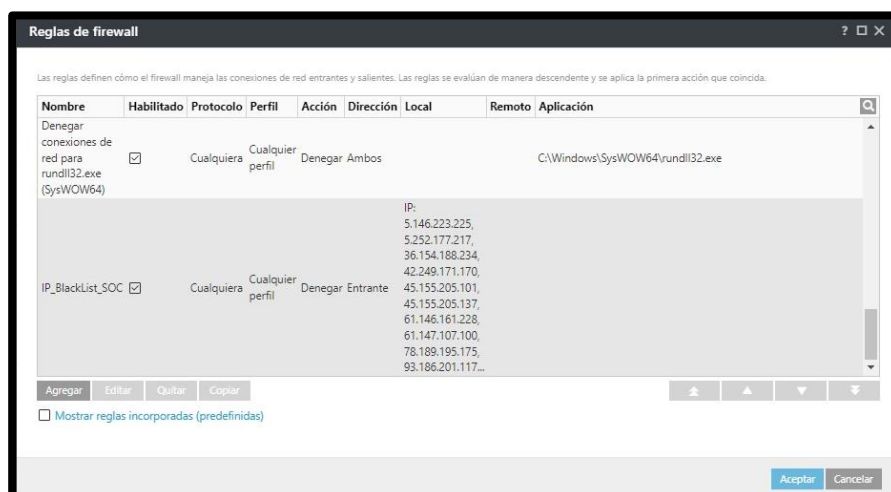 Reglas de firewall
Las reglas definen cómo el firewall maneja las conexiones de red entrantes y salientes. Las reglas se evalúan de manera descendente y se aplica la primera acción que coincida.
Nombre Habilitado Protocolo Perfil Acción Dirección Local Remoto Aplicación
Denegar
conexiones de
red para
rundll32.exe
(SysWOW64)
Cualquiera
Cualquier
perfil
Denegar Ambos
C:\Windows\SysWOW64\rundll32.exe
IP_BlackList_SOC
Cualquiera
Cualquier
perfil
Denegar Entrante
IP:
5.146.223.225,
5.252.177.217,
36.154.188.234,
42.249.171.170,
45.155.205.101,
45.155.205.137,
61.146.161.228,
61.147.107.100,
78.189.195.175,
93.186.201.117...
Agregar Editar Quitar Copiar
Mostrar reglas incorporadas (predefinidas)
Aceptar Cancelar